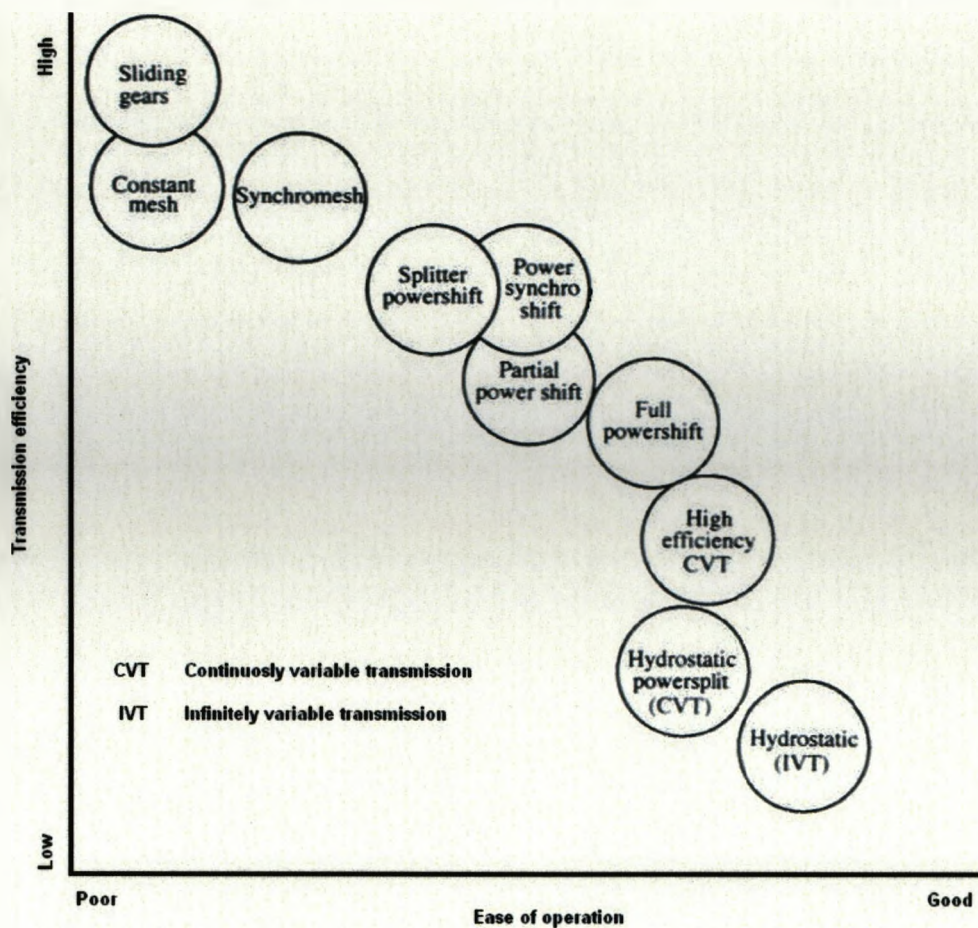 High
Sliding
gears
Constant
mesh
Synchromesh
Splitter
powershift
Power
synchro
shift
Partial
power shift
Full
powershift
Transmission efficiency
High
efficiency
CVT
CVT Continuosly variable transmission
IVT Infinitely variable transmission
Hydrostatic
powersplit
(CVT)
Hydrostatic
(IVT)
Low
Poor
Good
Ease of operation